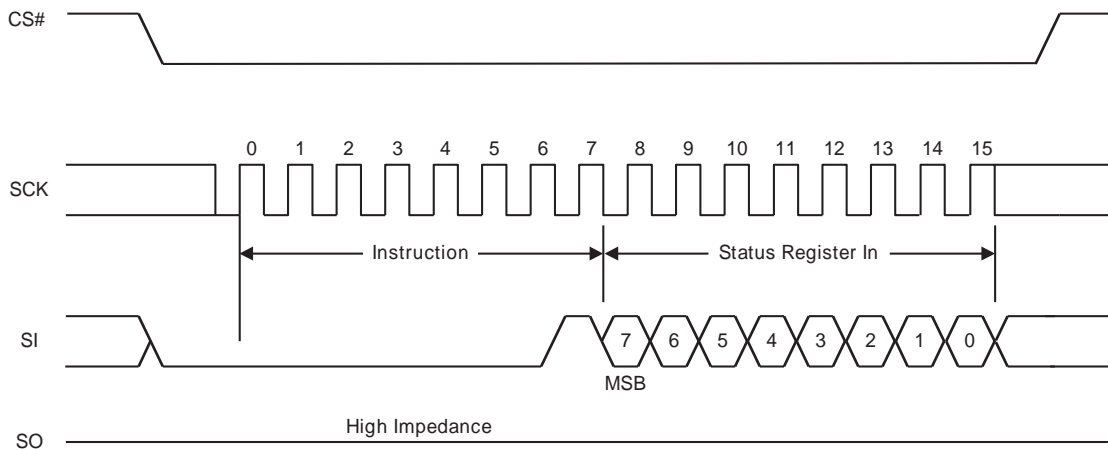 CS#
0 1 2 3 4 5 6 7 8 9 10 11 12 13 14 15
SCK
Instruction Status Register In
SI 7 6 5 4 3 2 1 0
MSB
High Impedance
SO